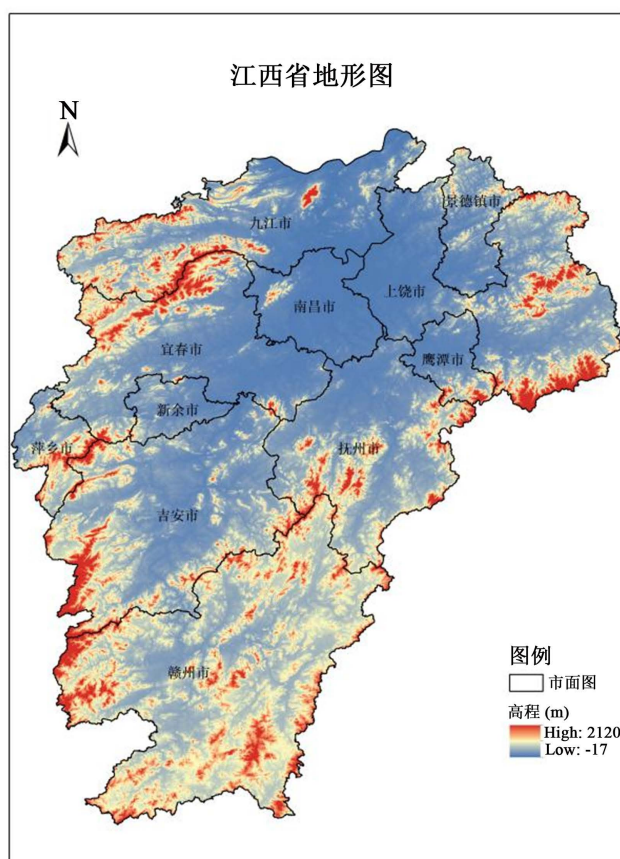 江西省地形图
N
景德镇市
九江市
上饶市
南昌市
宜春市
鹰潭市
新余市
萍乡市
抚州市
吉安市
赣州市
图例
市面图
高程 (m)
High: 2120
Low: -17